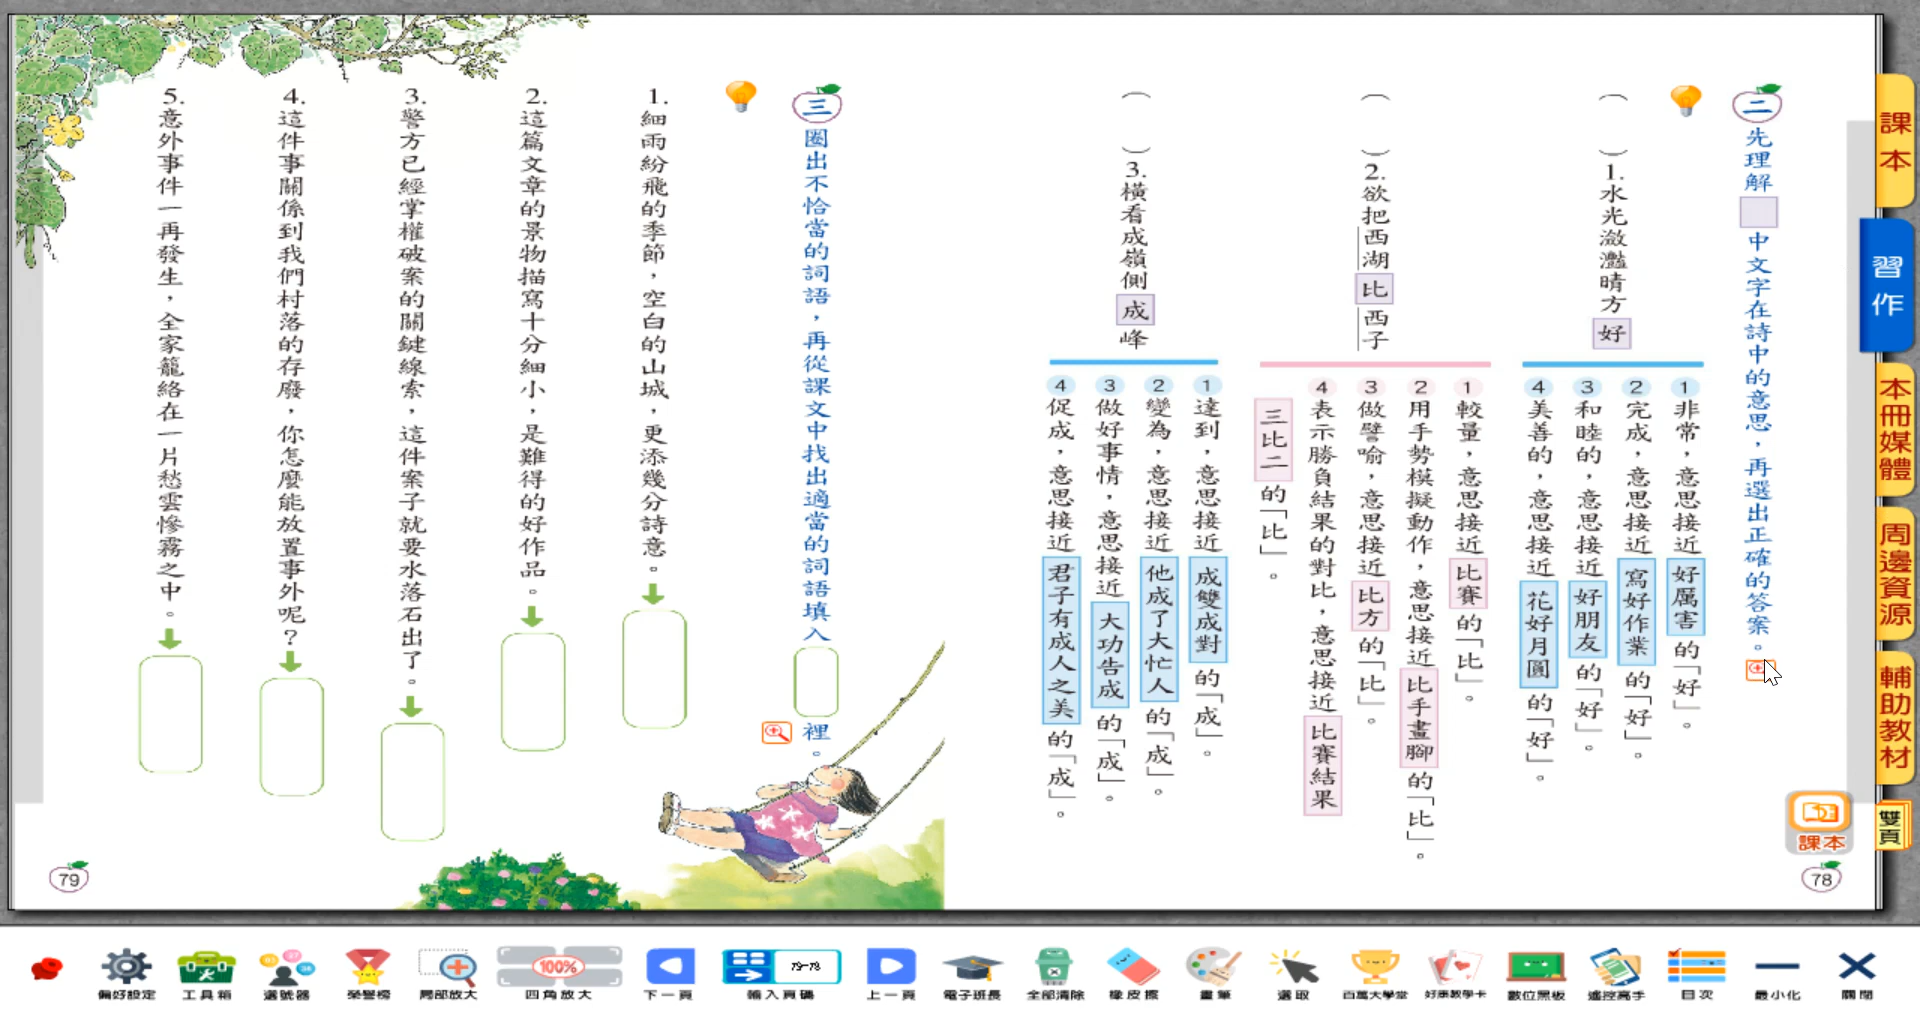 二 先理解 中文字在詩中的意思，再選出正確的答案。
（　）1.水光瀲灩晴方好
1 非常，意思接近好厲害的「好」。
2 完成，意思接近寫好作業的「好」。
3 和睦的，意思接近好朋友的「好」。
4 美善的，意思接近花好月圓的「好」。
（　）2.欲把西湖比西子
1 較量，意思接近比賽的「比」。
2 用手勢模擬動作，意思接近比手畫腳的「比」。
3 做譬喻，意思接近比方的「比」。
4 表示勝負結果的對比，意思接近比賽結果
三比二的「比」。
（　）3.橫看成嶺側成峰
1 達到，意思接近成雙成對的「成」。
2 變為，意思接近他成了大忙人的「成」。
3 做好事情，意思接近大功告成的「成」。
4 促成，意思接近君子有成人之美的「成」。
78
三 圈出不恰當的詞語，再從課文中找出適當的詞語填入 裡。
1.細雨紛飛的季節，空白的山城，更添幾分詩意。
2.這篇文章的景物描寫十分細小，是難得的好作品。
3.警方已經掌權破案的關鍵線索，這件案子就要水落石出了。
4.這件事關係到我們村落的存廢，你怎麼能放置事外呢？
5.意外事件一再發生，全家籠絡在一片愁雲慘霧之中。
79
課本
習作
本冊媒體
周邊資源
輔助教材
雙頁
課本
偏好設定
工具箱
選號器
榮譽榜
局部放大
100%
四角放大
下一頁
79-78
輸入頁碼
上一頁
電子班長
全部清除
橡皮擦
畫筆
選取
百萬大學堂
好康教學卡
數位黑板
遙控高手
目次
最小化
關閉